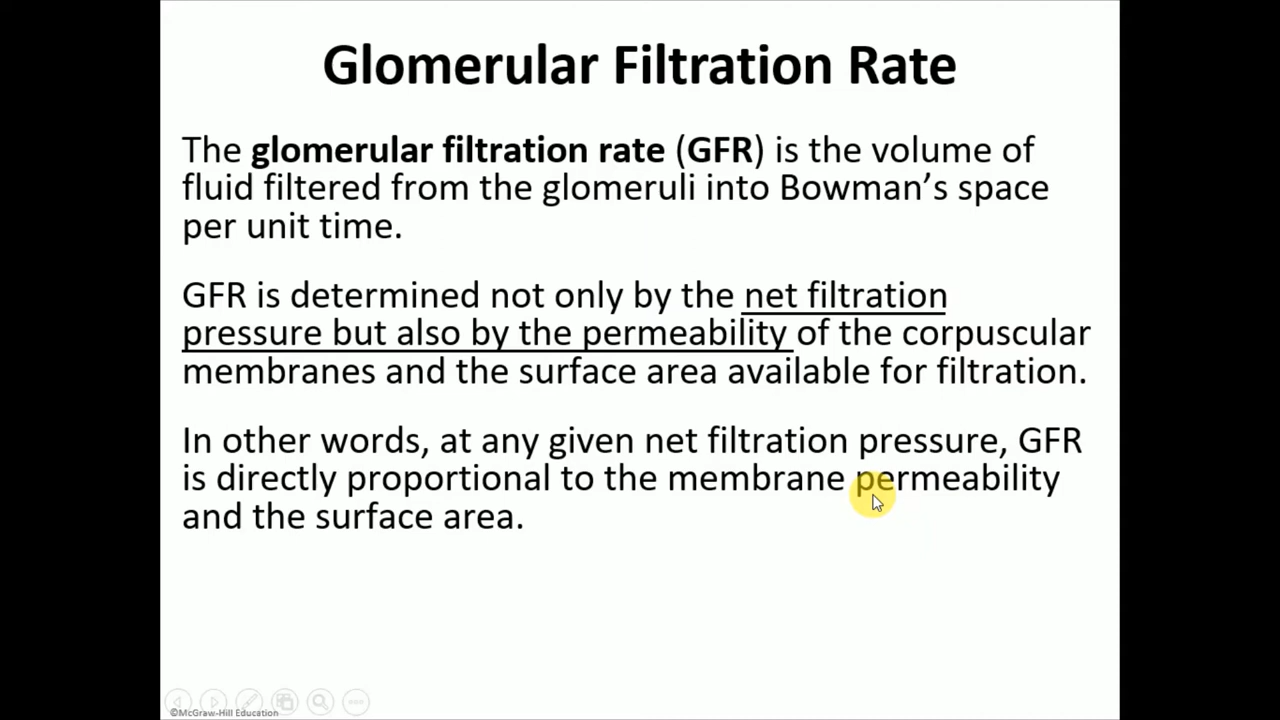 Glomerular Filtration Rate
The glomerular filtration rate (GFR) is the volume of
fluid filtered from the glomeruli into Bowman’s space
per unit time.
GFR is determined not only by the net filtration
pressure but also by the permeability of the corpuscular
membranes and the surface area available for filtration.
In other words, at any given net filtration pressure, GFR
is directly proportional to the membrane permeability
and the surface area.
©McGraw-Hill Education